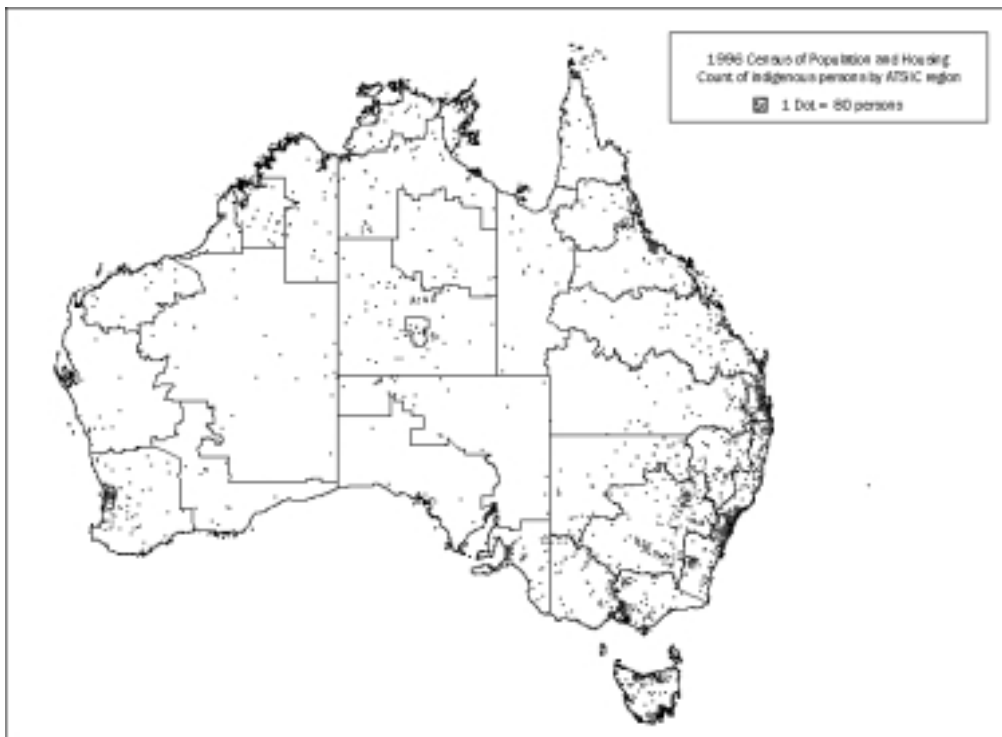 1996 Census of Population and Housing
Count of indigenous persons by ATSIC region
1 Dot = 80 persons